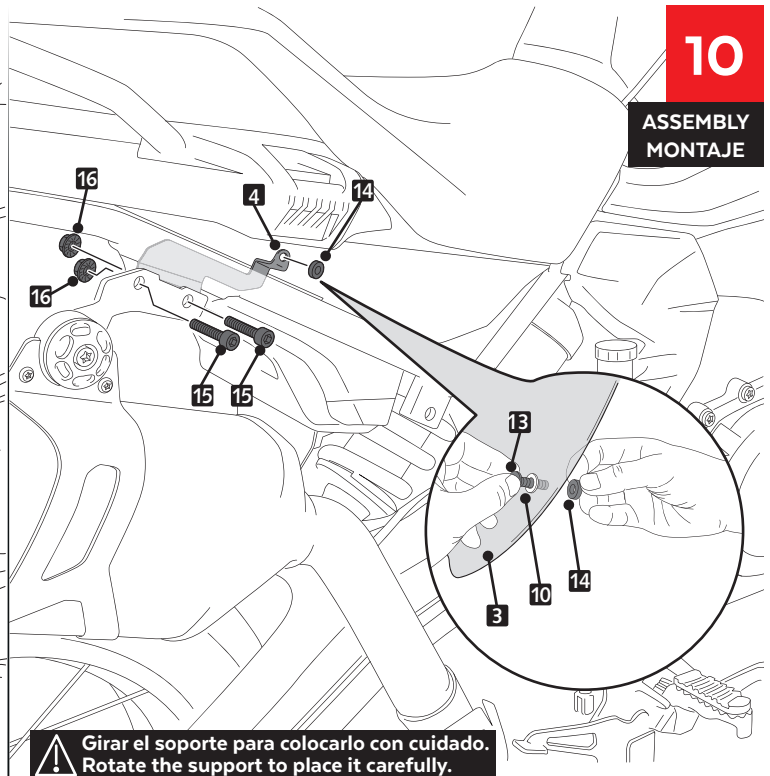 10
ASSEMBLY
MONTAJE
16
4
14
16
15
15
13
14
10
3
Girar el soporte para colocarlo con cuidado.
Rotate the support to place it carefully.